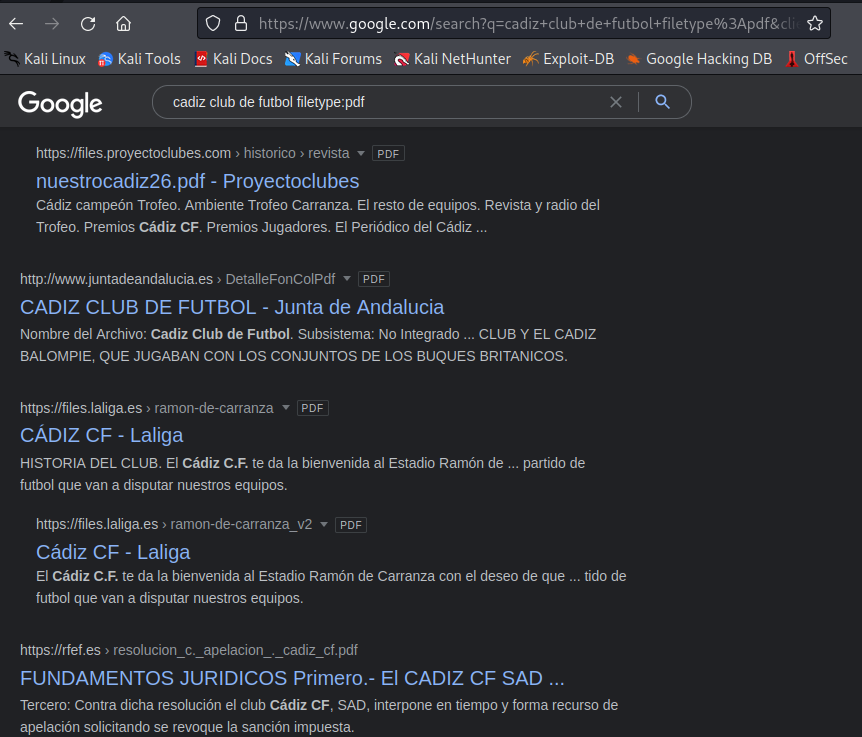 https://www.google.com/search?q=cadiz+club+de+futbol+filetype%3Apdf&cli
Kali Linux Kali Tools Kali Docs Kali Forums Kali NetHunter Exploit-DB Google Hacking DB OffSec
Google cadiz club de futbol filetype:pdf
https://files.proyectoclubes.com › historico › revista PDF
nuestrocadiz26.pdf - Proyectoclubes
Cádiz campeón Trofeo. Ambiente Trofeo Carranza. El resto de equipos. Revista y radio del
Trofeo. Premios Cádiz CF. Premios Jugadores. El Periódico del Cádiz ...
http://www.juntadeandalucia.es › DetalleFonColPdf PDF
CADIZ CLUB DE FUTBOL - Junta de Andalucia
Nombre del Archivo: Cadiz Club de Futbol. Subsistema: No Integrado ... CLUB Y EL CADIZ
BALOMPIE, QUE JUGABAN CON LOS CONJUNTOS DE LOS BUQUES BRITANICOS.
https://files.laliga.es › ramon-de-carranza PDF
CÁDIZ CF - Laliga
HISTORIA DEL CLUB. El Cádiz C.F. te da la bienvenida al Estadio Ramón de ... partido de
futbol que van a disputar nuestros equipos.
https://files.laliga.es › ramon-de-carranza_v2 PDF
Cádiz CF - Laliga
El Cádiz C.F. te da la bienvenida al Estadio Ramón de Carranza con el deseo de que ... tido de
futbol que van a disputar nuestros equipos.
https://rfef.es › resolucion_c._apelacion_._cadiz_cf.pdf
FUNDAMENTOS JURIDICOS Primero.- El CADIZ CF SAD ...
Tercero: Contra dicha resolución el club Cádiz CF, SAD, interpone en tiempo y forma recurso de
apelación solicitando se revoque la sanción impuesta.